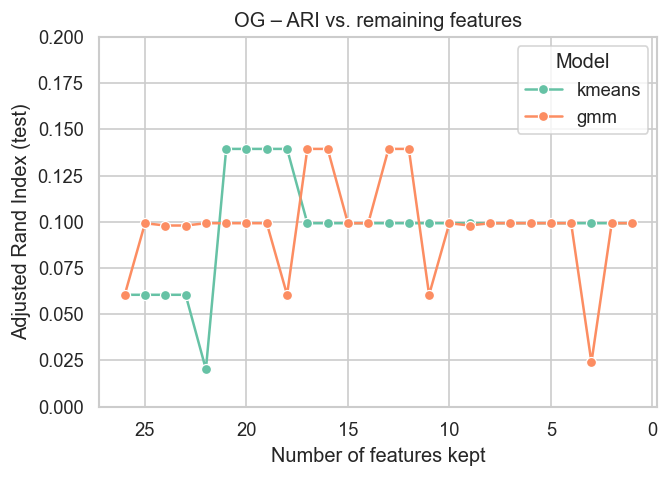 OG – ARI vs. remaining features
Adjusted Rand Index (test)
0.200
0.175
0.150
0.125
0.100
0.075
0.050
0.025
0.000
Model
kmeans
gmm
25
20
15
10
5
0
Number of features kept